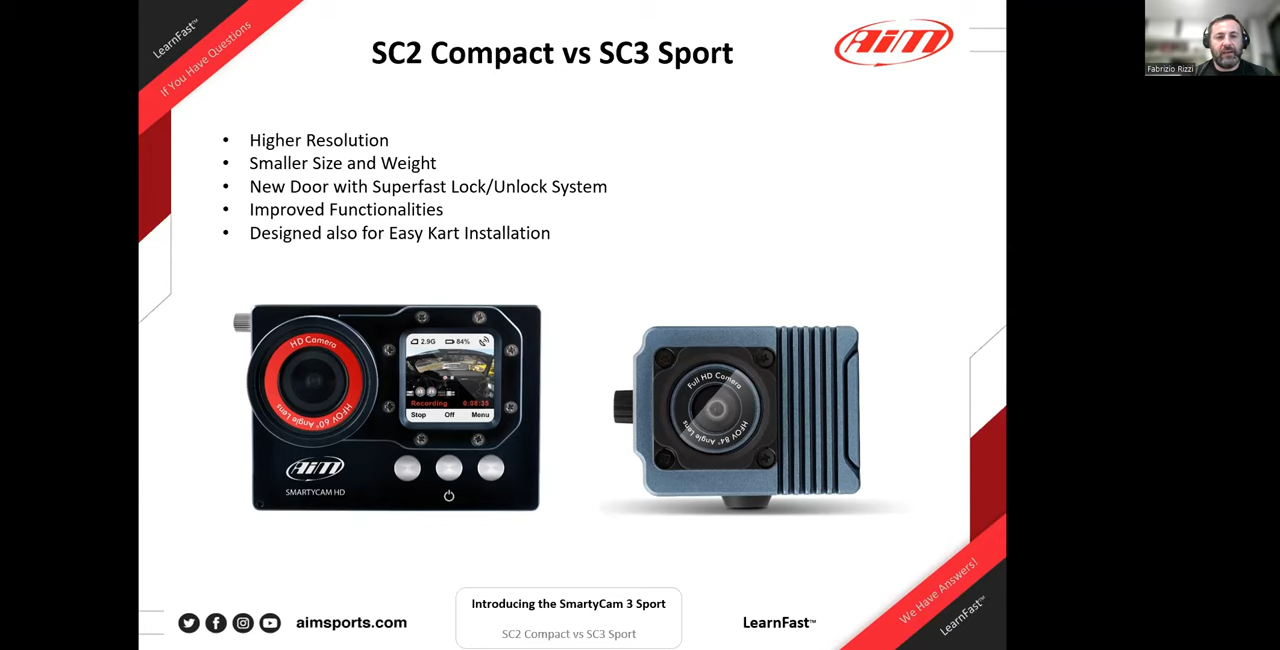 LearnFast™
If You Have Questions
SC2 Compact vs SC3 Sport
AiM
Fabrizio Rizzi
• Higher Resolution
• Smaller Size and Weight
• New Door with Superfast Lock/Unlock System
• Improved Functionalities
• Designed also for Easy Kart Installation
HD Camera
HFOV 60° Angle Lens
2.9G 84%
Recording 0:08:35
Stop Off Menu
AiM
SMARTYCAM HD
Full HD Camera
HFOV 84° Angle Lens
We Have Answers!
LearnFast™
aimsports.com
Introducing the SmartyCam 3 Sport
SC2 Compact vs SC3 Sport
LearnFast™